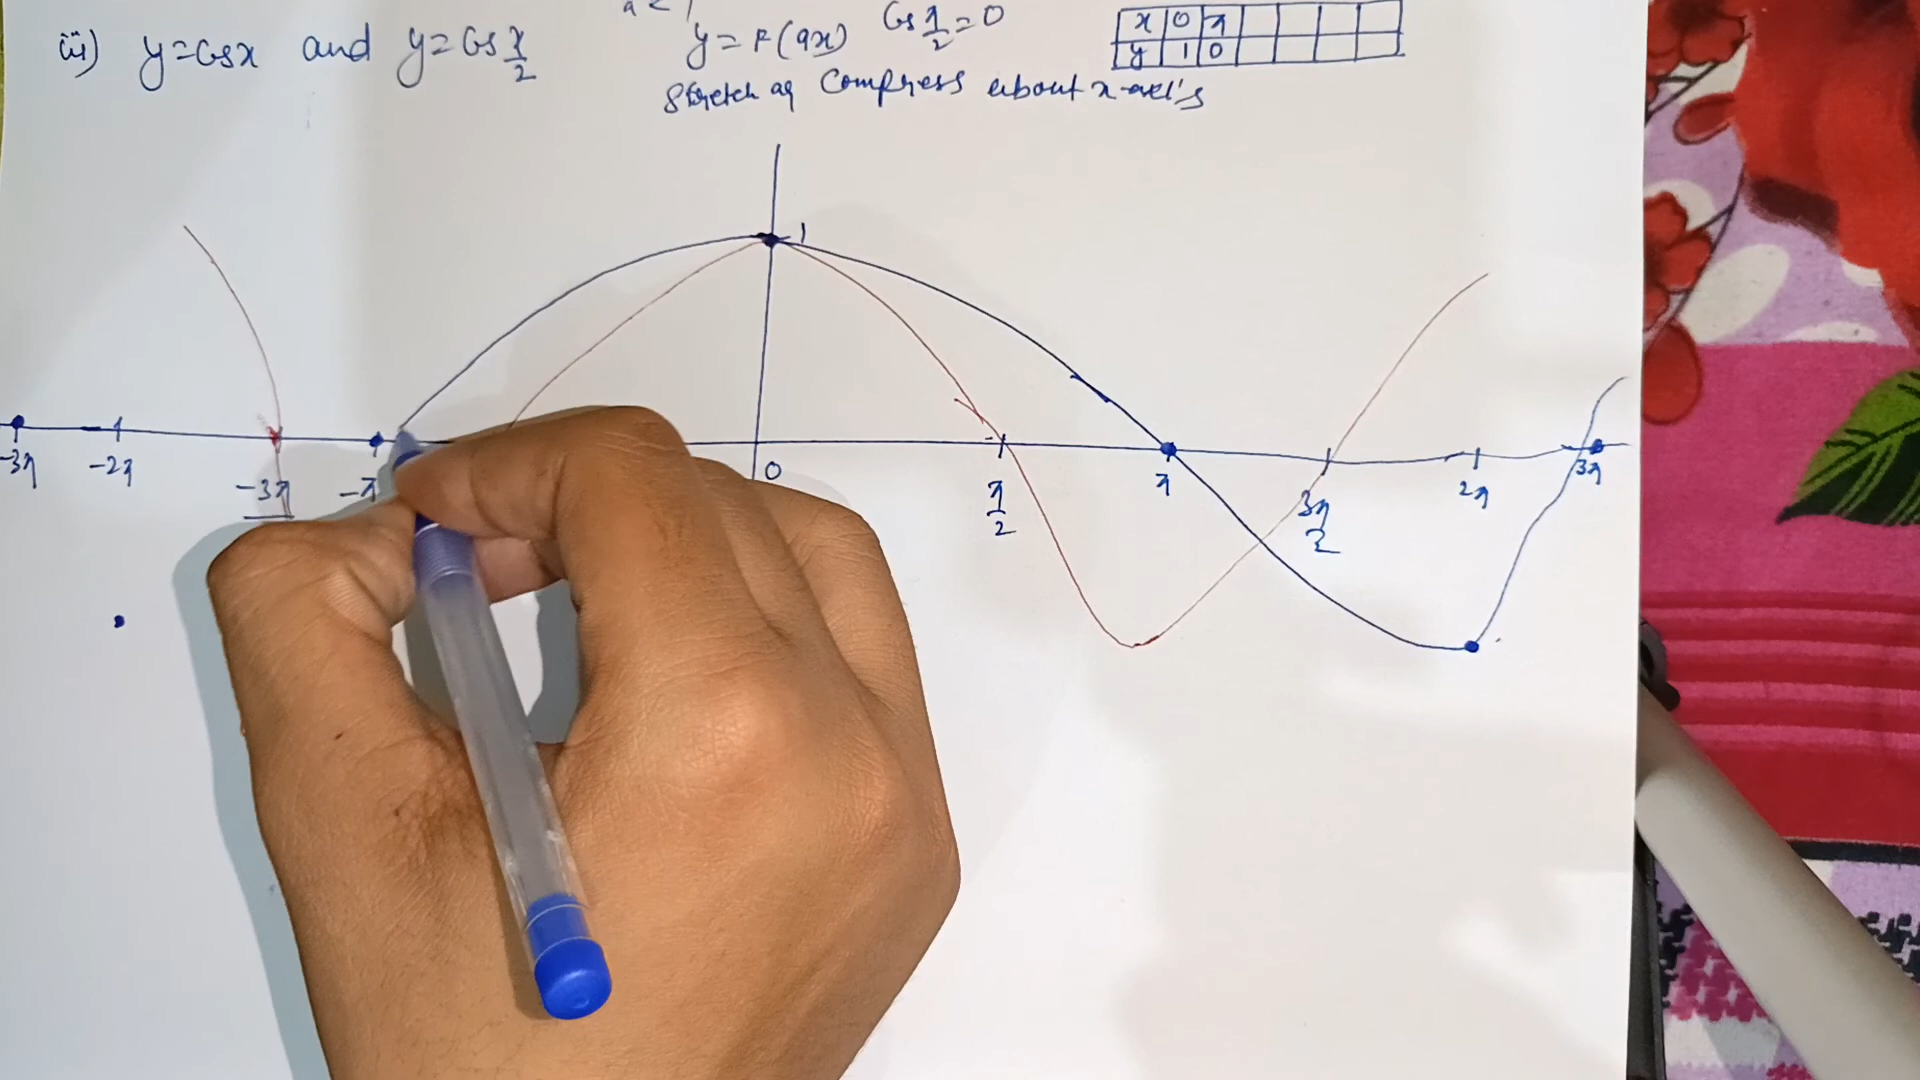 a <
iii) y=Cosx and y=Cos x/2 y=F(ax) Cos x/2=0
x 0 π
y 1 0
Stretch or Compress about x-axis
1
-3π -2π -3π -π 0 π/2 π 3π/2 2π 3π